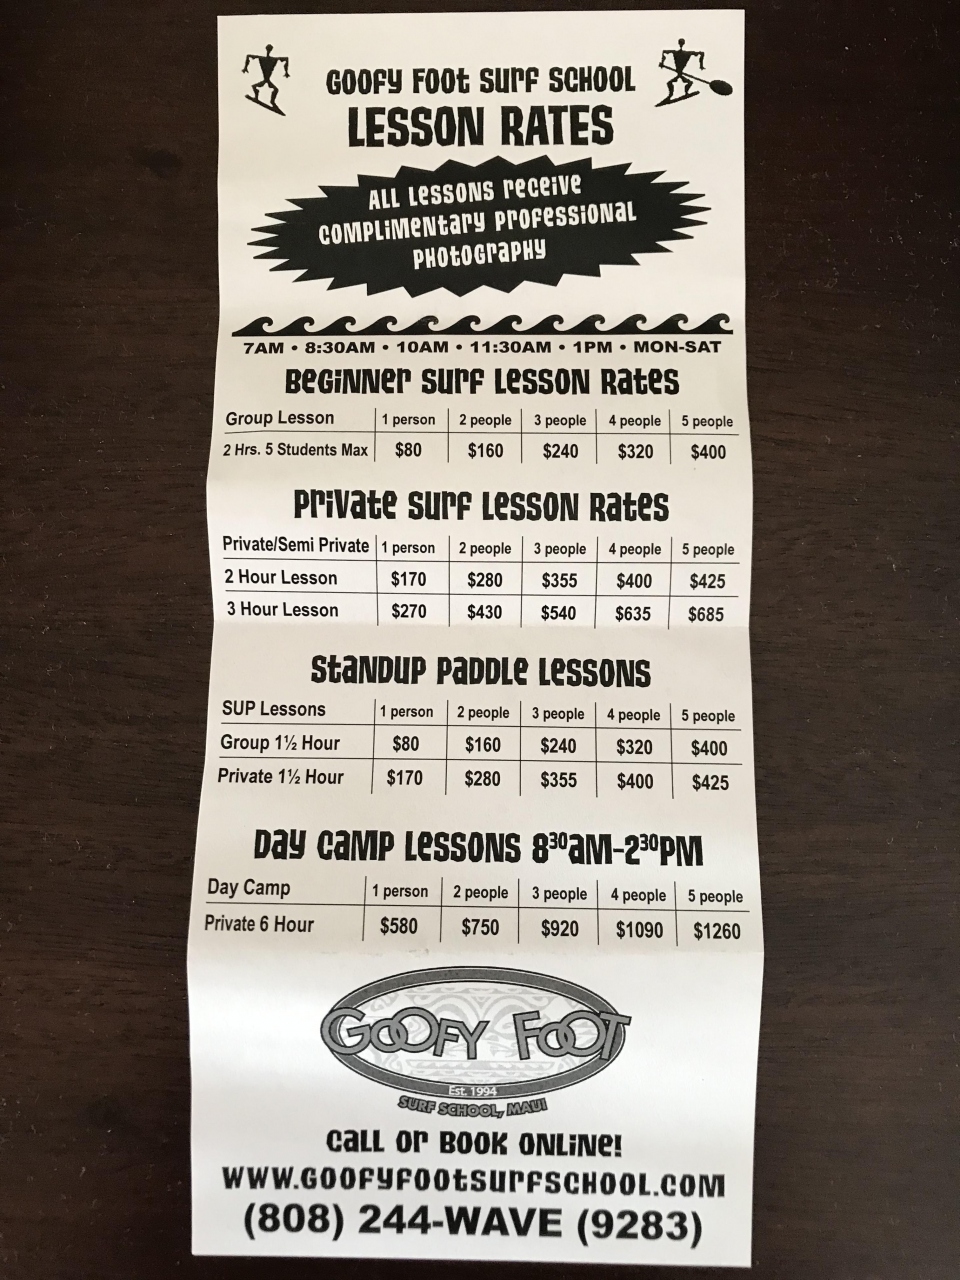 GOOFY FOOT SURF SCHOOL
LESSON RATES
ALL LESSONS RECEIVE
COMPLIMENTARY PROFESSIONAL
PHOTOGRAPHY
7AM • 8:30AM • 10AM • 11:30AM • 1PM • MON-SAT
BEGINNER SURF LESSON RATES
Group Lesson 1 person 2 people 3 people 4 people 5 people
2 Hrs. 5 Students Max $80 $160 $240 $320 $400
PRIVATE SURF LESSON RATES
Private/Semi Private 1 person 2 people 3 people 4 people 5 people
2 Hour Lesson $170 $280 $355 $400 $425
3 Hour Lesson $270 $430 $540 $635 $685
STANDUP PADDLE LESSONS
SUP Lessons 1 person 2 people 3 people 4 people 5 people
Group 1½ Hour $80 $160 $240 $320 $400
Private 1½ Hour $170 $280 $355 $400 $425
DAY CAMP LESSONS 8³⁰AM-2³⁰PM
Day Camp 1 person 2 people 3 people 4 people 5 people
Private 6 Hour $580 $750 $920 $1090 $1260
GOOFY FOOT
Est. 1994
SURF SCHOOL, MAUI
CALL OR BOOK ONLINE!
WWW.GOOFYFOOTSURFSCHOOL.COM
(808) 244-WAVE (9283)